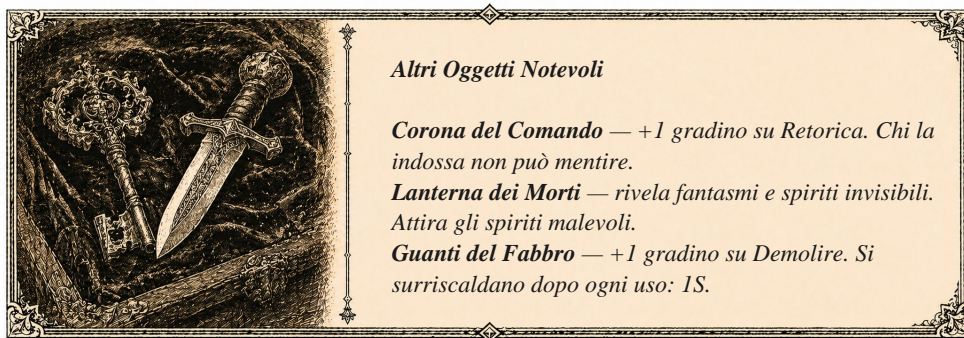 Altri Oggetti Notevoli
Corona del Comando — +1 gradino su Retorica. Chi la
indossa non può mentire.
Lanterna dei Morti — rivela fantasmi e spiriti invisibili.
Attira gli spiriti malevoli.
Guanti del Fabbro — +1 gradino su Demolire. Si
surriscaldano dopo ogni uso: 1S.